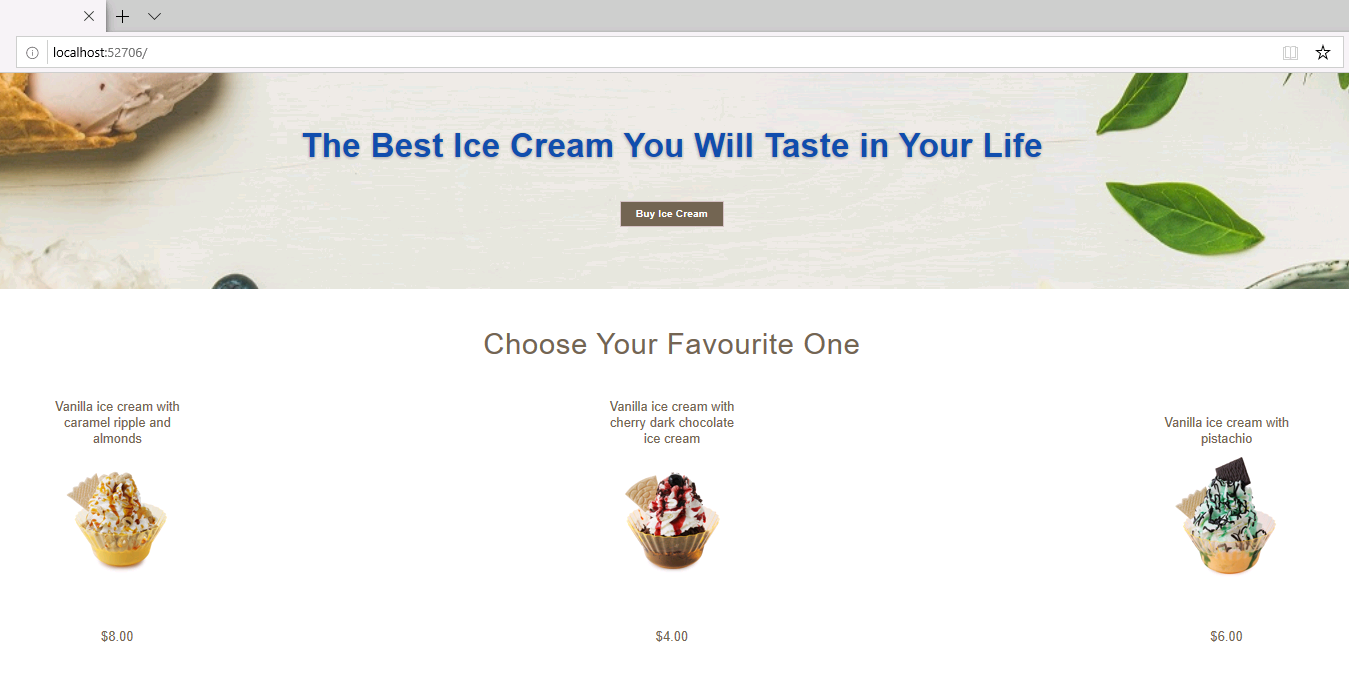 localhost:52706/
The Best Ice Cream You Will Taste in Your Life
Buy Ice Cream
Choose Your Favourite One
Vanilla ice cream with
caramel ripple and
almonds
$8.00
Vanilla ice cream with
cherry dark chocolate
ice cream
$4.00
Vanilla ice cream with
pistachio
$6.00